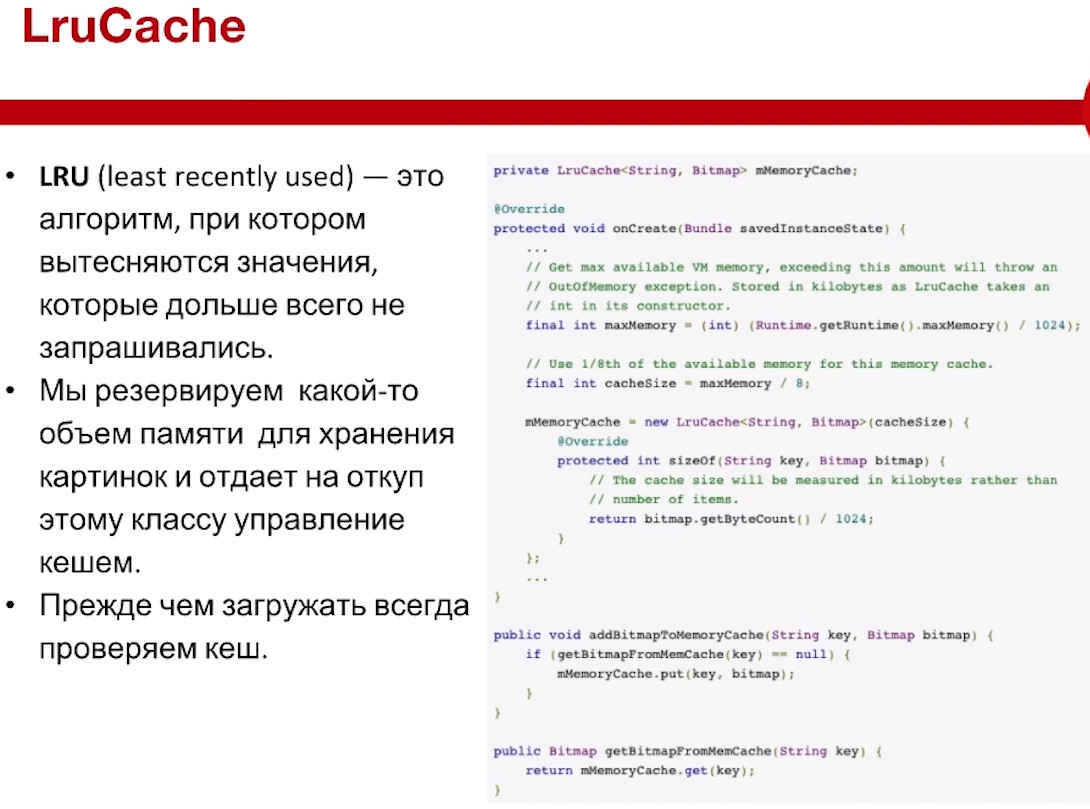 LruCache
• LRU (least recently used) — это
алгоритм, при котором
вытесняются значения,
которые дольше всего не
запрашивались.
• Мы резервируем какой-то
объем памяти для хранения
картинок и отдает на откуп
этому классу управление
кешем.
• Прежде чем загружать всегда
проверяем кеш.
private LruCache<String, Bitmap> mMemoryCache;
@Override
protected void onCreate(Bundle savedInstanceState) {
...
// Get max available VM memory, exceeding this amount will throw an
// OutOfMemory exception. Stored in kilobytes as LruCache takes an
// int in its constructor.
final int maxMemory = (int) (Runtime.getRuntime().maxMemory() / 1024);
// Use 1/8th of the available memory for this memory cache.
final int cacheSize = maxMemory / 8;
mMemoryCache = new LruCache<String, Bitmap>(cacheSize) {
@Override
protected int sizeOf(String key, Bitmap bitmap) {
// The cache size will be measured in kilobytes rather than
// number of items.
return bitmap.getByteCount() / 1024;
}
};
...
}
public void addBitmapToMemoryCache(String key, Bitmap bitmap) {
if (getBitmapFromMemCache(key) == null) {
mMemoryCache.put(key, bitmap);
}
}
public Bitmap getBitmapFromMemCache(String key) {
return mMemoryCache.get(key);
}